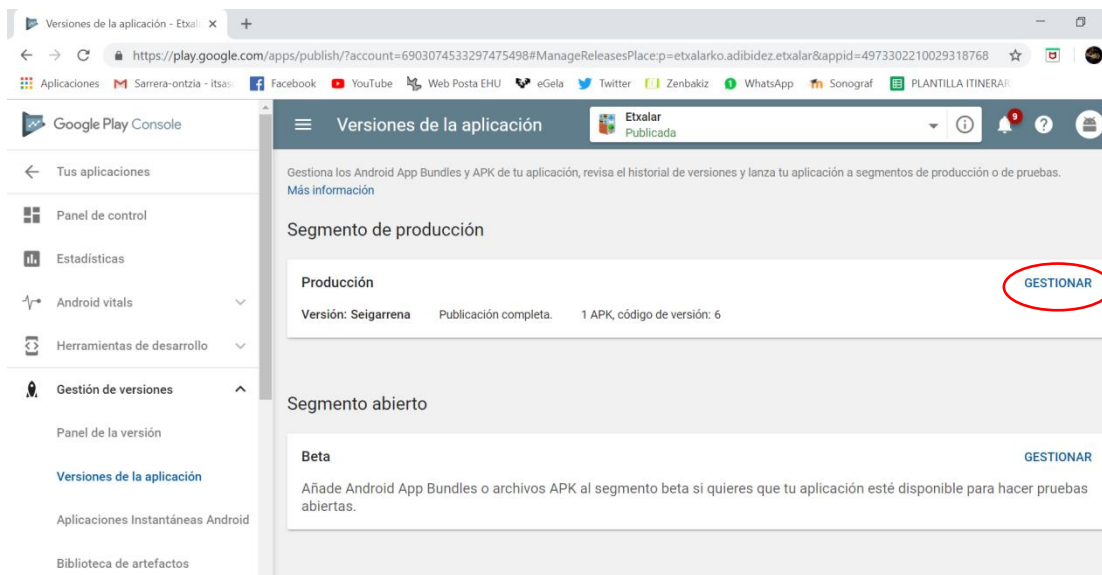 Versiones de la aplicación - Etxal
https://play.google.com/apps/publish/?account=6903074533297475498#ManageReleasesPlace:p=etxalarko.adibidez.etxalar&appid=4973302210029318768
Aplicaciones Sarrera-ontzia - itsas Facebook YouTube Web Posta EHU eGela Twitter Zenbakiz WhatsApp Sonograf PLANTILLA ITINERAR
Google Play Console
Versiones de la aplicación
Etxalar
Publicada
9
Tus aplicaciones
Panel de control
Estadísticas
Android vitals
Herramientas de desarrollo
Gestión de versiones
Panel de la versión
Versiones de la aplicación
Aplicaciones Instantáneas Android
Biblioteca de artefactos
Gestiona los Android App Bundles y APK de tu aplicación, revisa el historial de versiones y lanza tu aplicación a segmentos de producción o de pruebas.
Más información
Segmento de producción
Producción GESTIONAR
Versión: Seigarrena Publicación completa. 1 APK, código de versión: 6
Segmento abierto
Beta GESTIONAR
Añade Android App Bundles o archivos APK al segmento beta si quieres que tu aplicación esté disponible para hacer pruebas
abiertas.